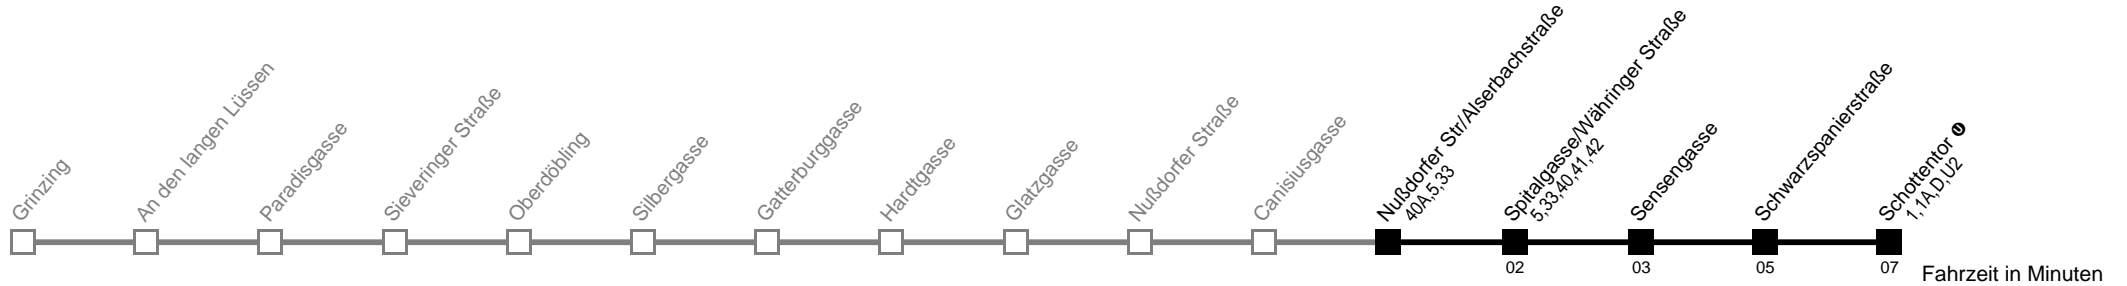 Grinzing
An den langen Lüssen
Paradisgasse
Sieveringer Straße
Oberdöbling
Silbergasse
Gatterburggasse
Hardtgasse
Glatzgasse
Nußdorfer Straße
Canisiusgasse
Nußdorfer Str/Alserbachstraße
40A,5,33
Spitalgasse/Währinger Straße
5,33,40,41,42
Sensengasse
Schwarzspanierstraße
Schottentor U
1,1A,D,U2
02
03
05
07
Fahrzeit in Minuten